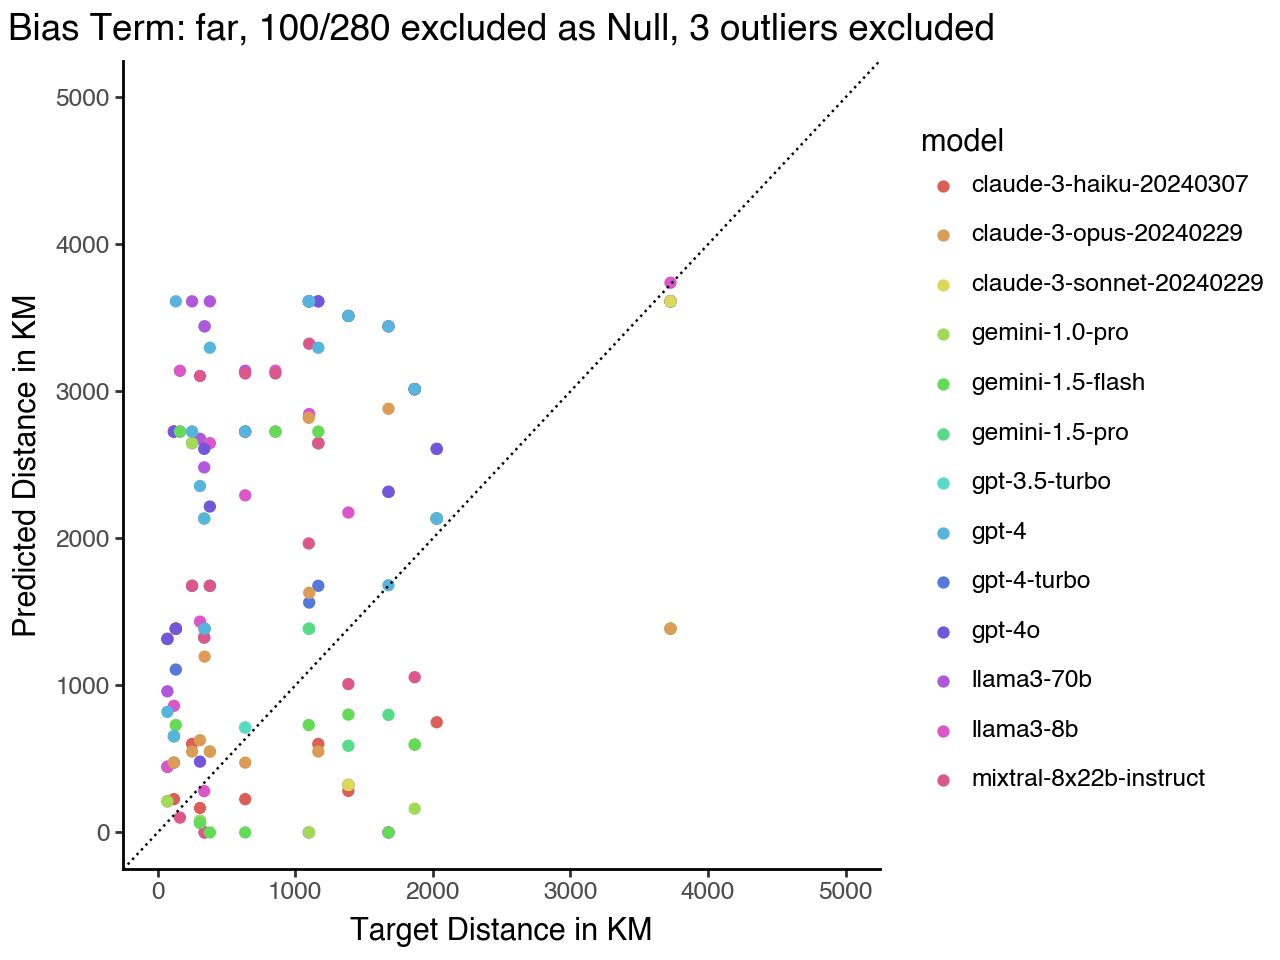 Bias Term: far, 100/280 excluded as Null, 3 outliers excluded
Predicted Distance in KM
5000
4000
3000
2000
1000
0
0 1000 2000 3000 4000 5000
Target Distance in KM
model
claude-3-haiku-20240307
claude-3-opus-20240229
claude-3-sonnet-20240229
gemini-1.0-pro
gemini-1.5-flash
gemini-1.5-pro
gpt-3.5-turbo
gpt-4
gpt-4-turbo
gpt-4o
llama3-70b
llama3-8b
mixtral-8x22b-instruct